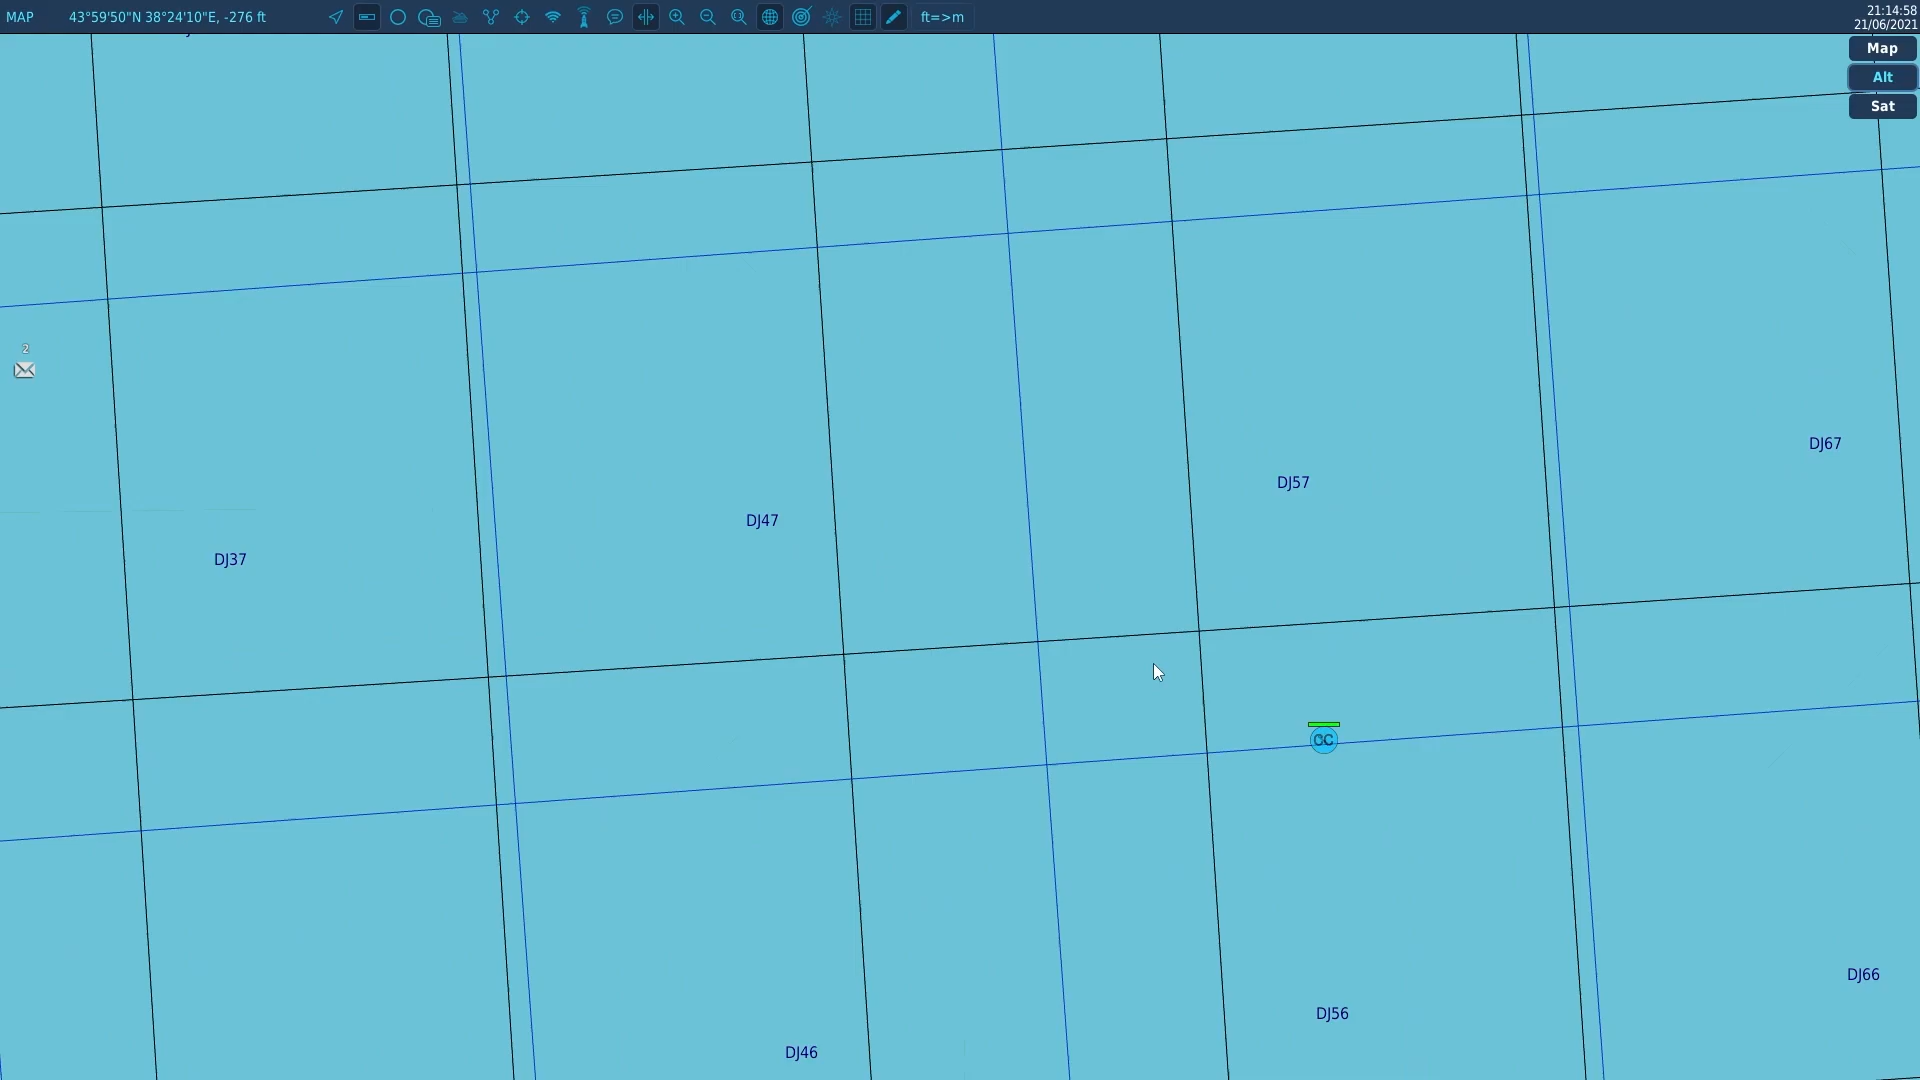 MAP 43°59'50"N 38°24'10"E, -276 ft ft=>m 21:14:58
21/06/2021
Map
Alt
Sat
2
DJ67
DJ57
DJ47
DJ37
CC
DJ66
DJ56
DJ46